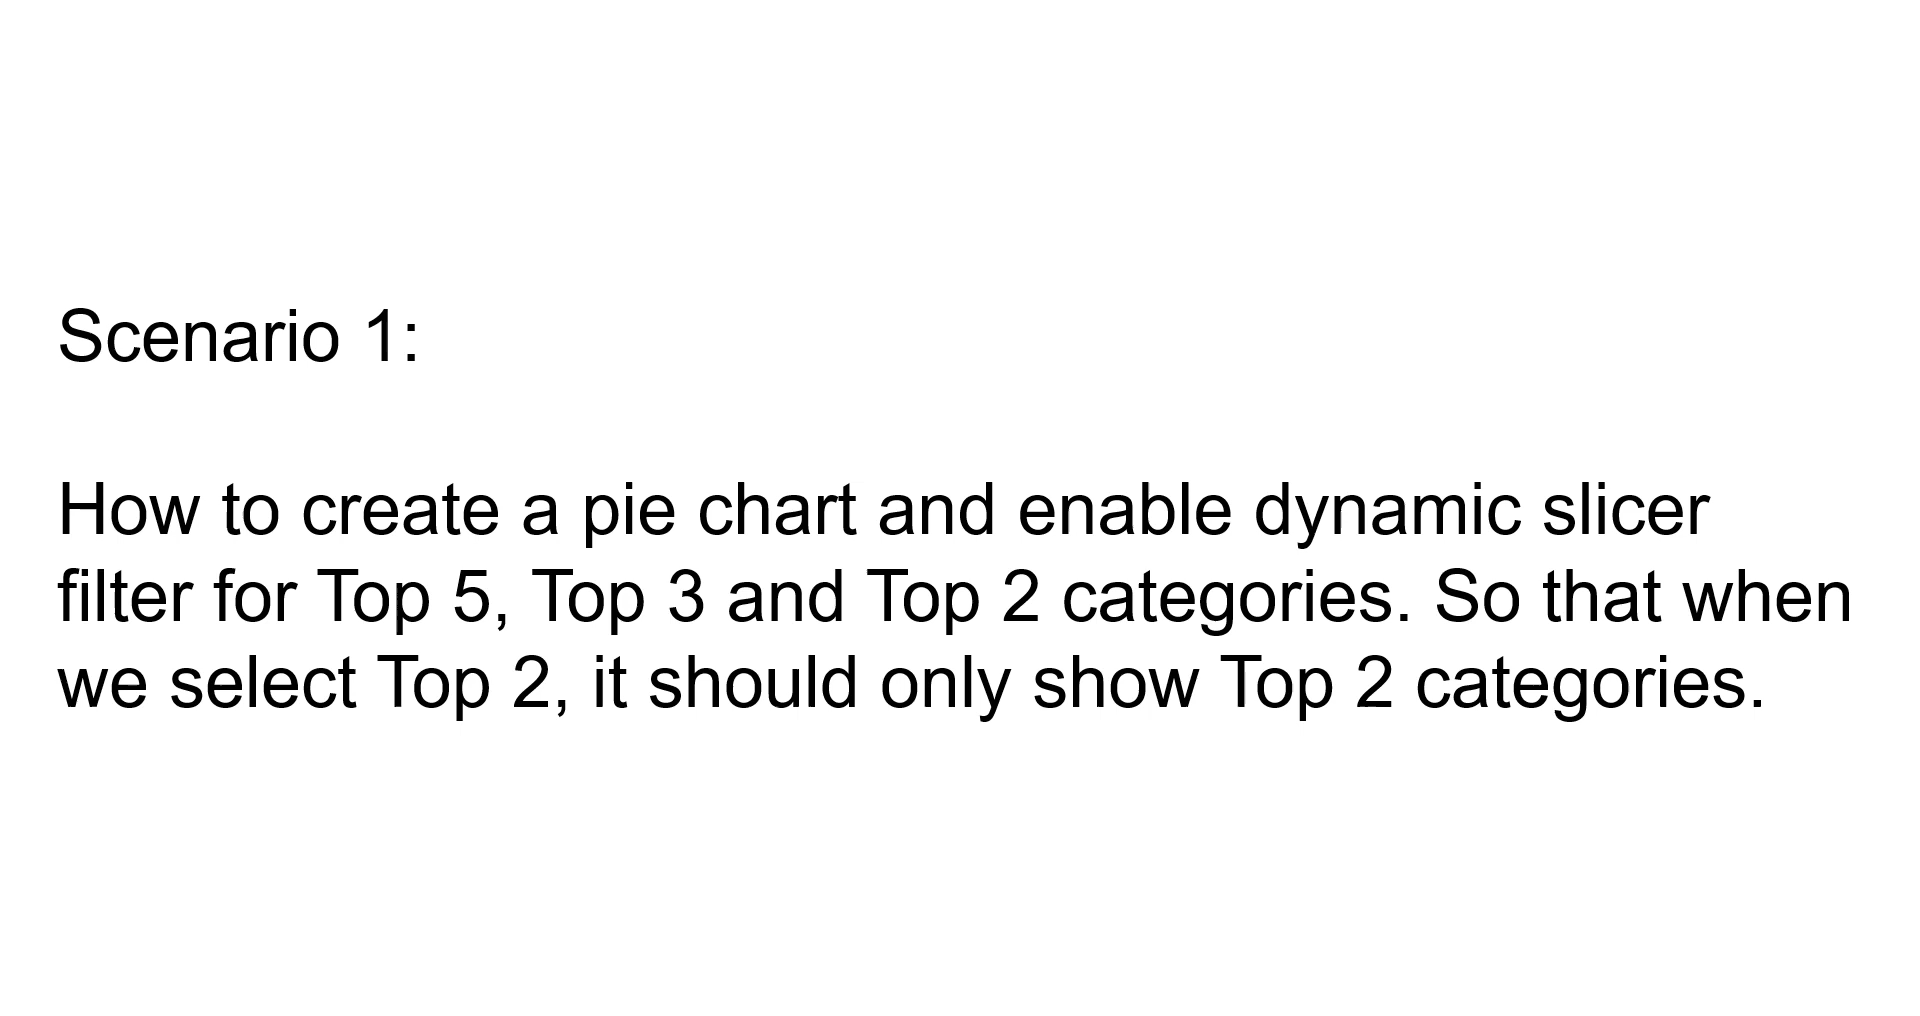 Scenario 1:
How to create a pie chart and enable dynamic slicer
filter for Top 5, Top 3 and Top 2 categories. So that when
we select Top 2, it should only show Top 2 categories.